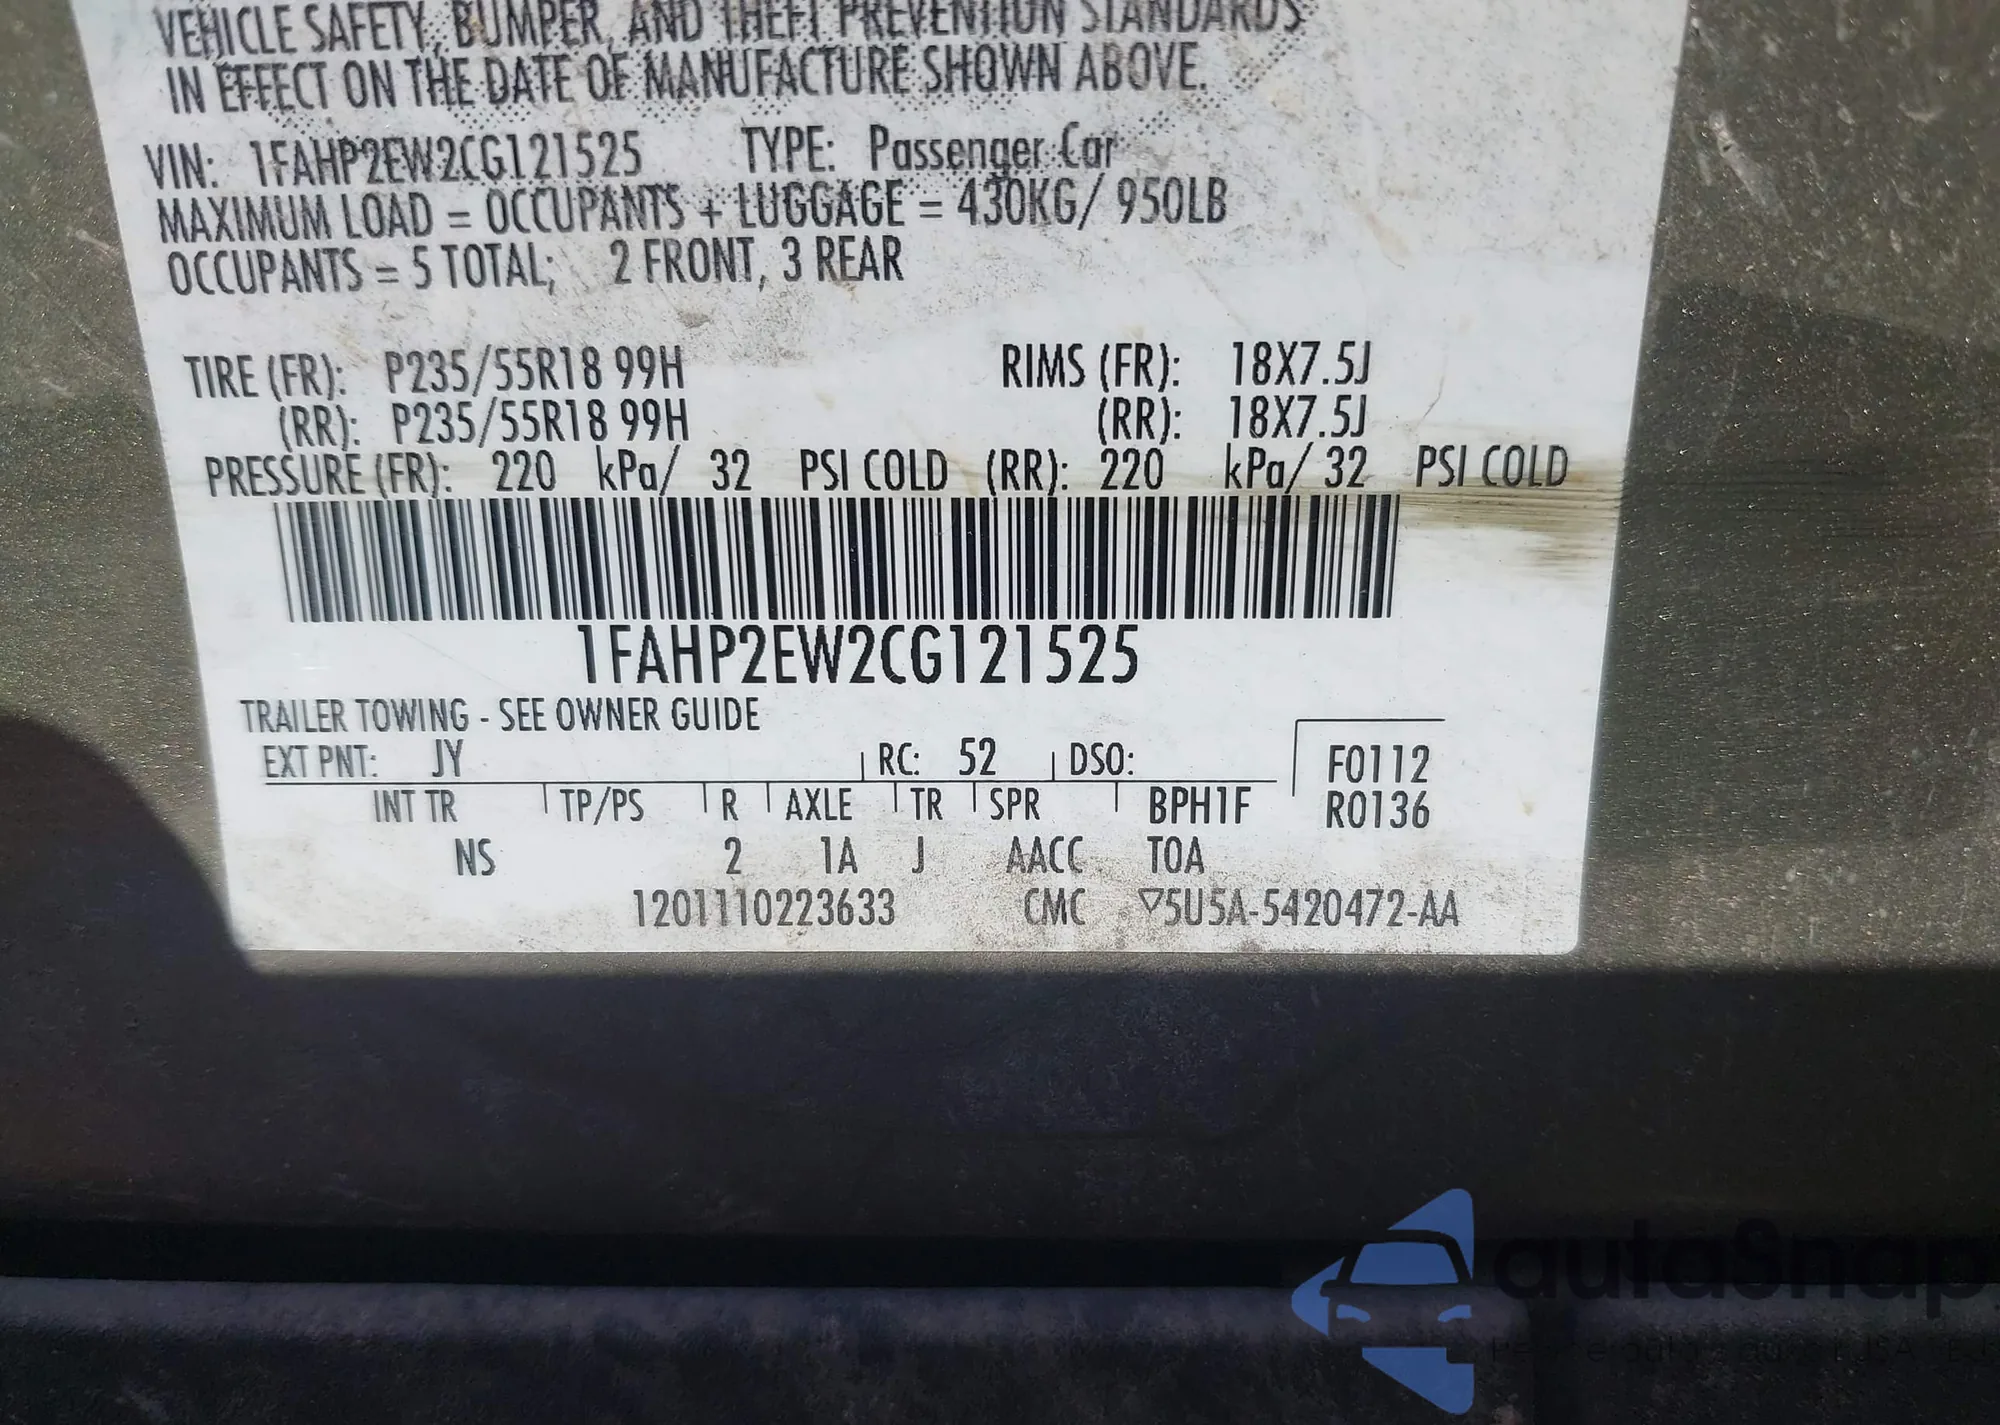 VEHICLE SAFETY, BUMPER, AND THEFT PREVENTION STANDARDS
IN EFFECT ON THE DATE OF MANUFACTURE SHOWN ABOVE.
VIN: 1FAHP2EW2CG121525 TYPE: Passenger Car
MAXIMUM LOAD = OCCUPANTS + LUGGAGE = 430KG/ 950LB
OCCUPANTS = 5 TOTAL; 2 FRONT, 3 REAR
TIRE (FR): P235/55R18 99H RIMS (FR): 18X7.5J
(RR): P235/55R18 99H (RR): 18X7.5J
PRESSURE (FR): 220 kPa/ 32 PSI COLD (RR): 220 kPa/ 32 PSI COLD
1FAHP2EW2CG121525
TRAILER TOWING - SEE OWNER GUIDE
EXT PNT: JY RC: 52 DSO: F0112
INT TR TP/PS R AXLE TR SPR BPH1F R0136
NS 2 1A J AACC TOA
1201110223633 CMC ▽5U5A-5420472-AA
autoSnap